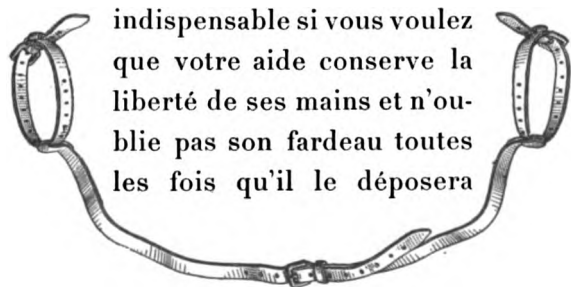 indispensable si vous voulez
que votre aide conserve la
liberté de ses mains et n'ou-
blie pas son fardeau toutes
les fois qu'il le déposera